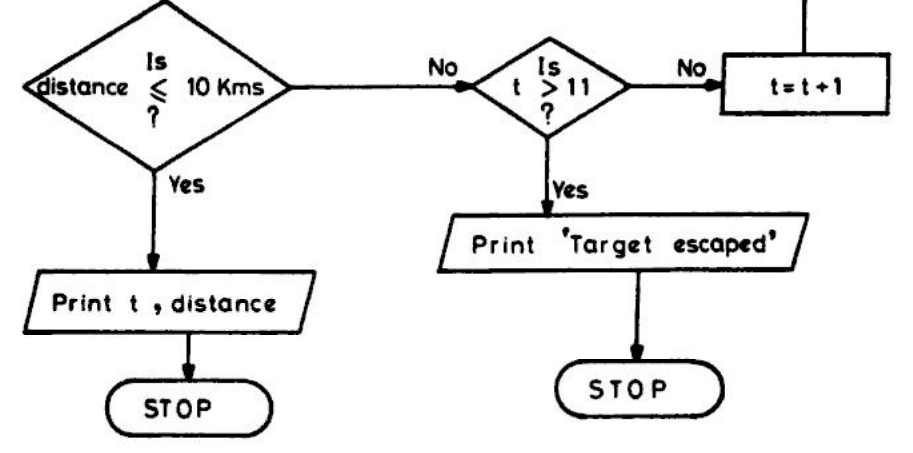 Is
distance ≤ 10 Kms
?
No
Is
t > 11
?
No
t = t + 1
Yes
Yes
Print 'Target escaped'
Print t , distance
STOP
STOP